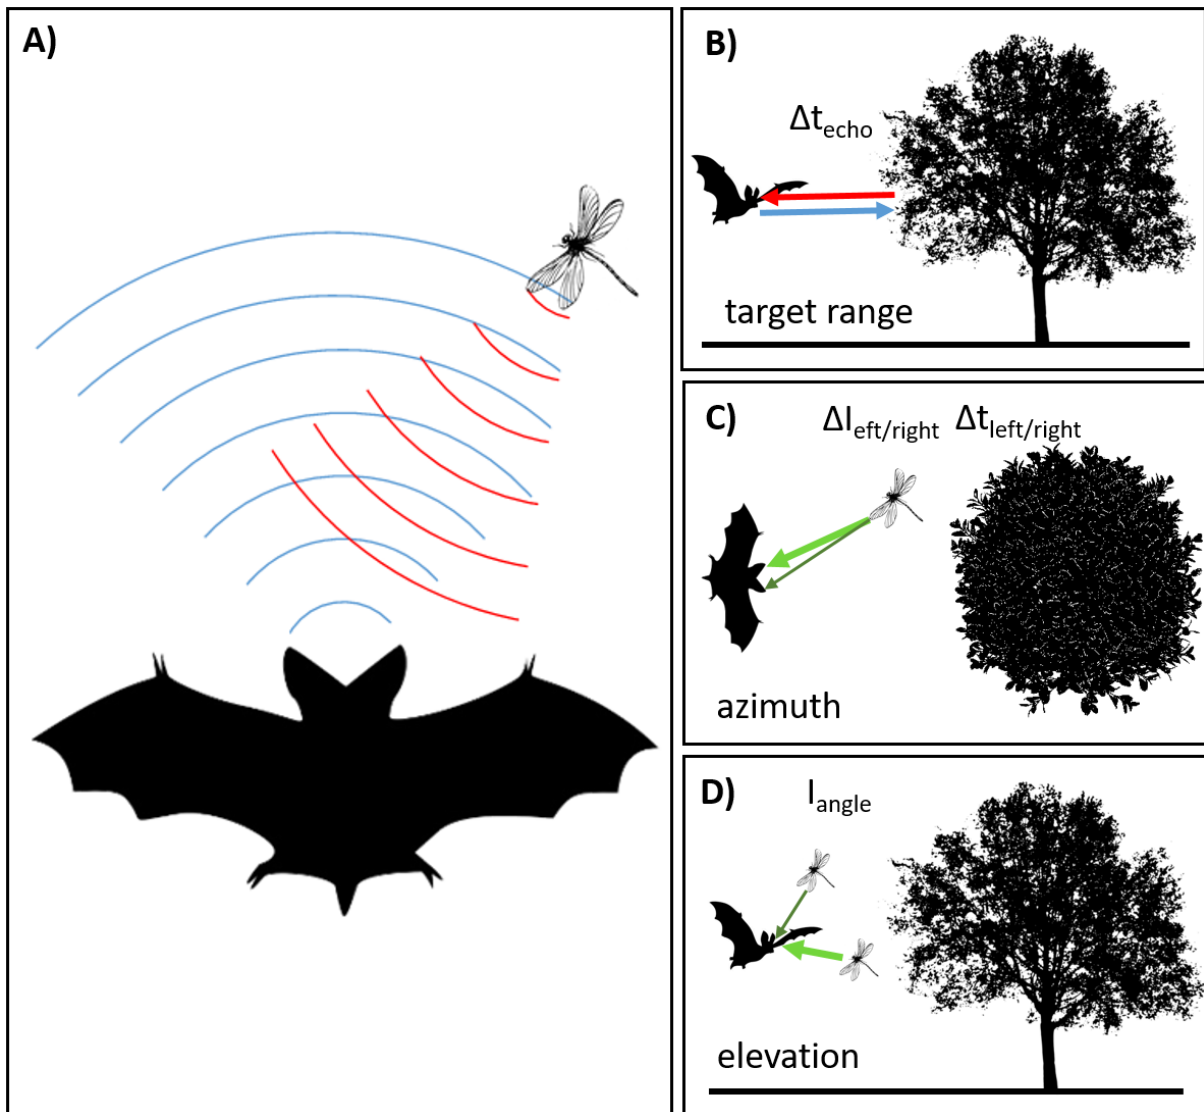 A)
B)
Δt_echo
target range
C)
ΔI_eft/right Δt_left/right
azimuth
D)
I_angle
elevation